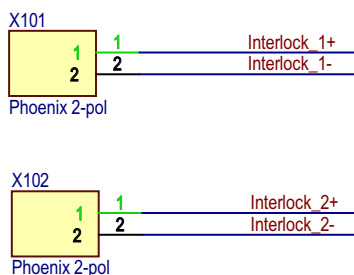 X101
1 1 Interlock_1+
2 2 Interlock_1-
Phoenix 2-pol
X102
1 1 Interlock_2+
2 2 Interlock_2-
Phoenix 2-pol